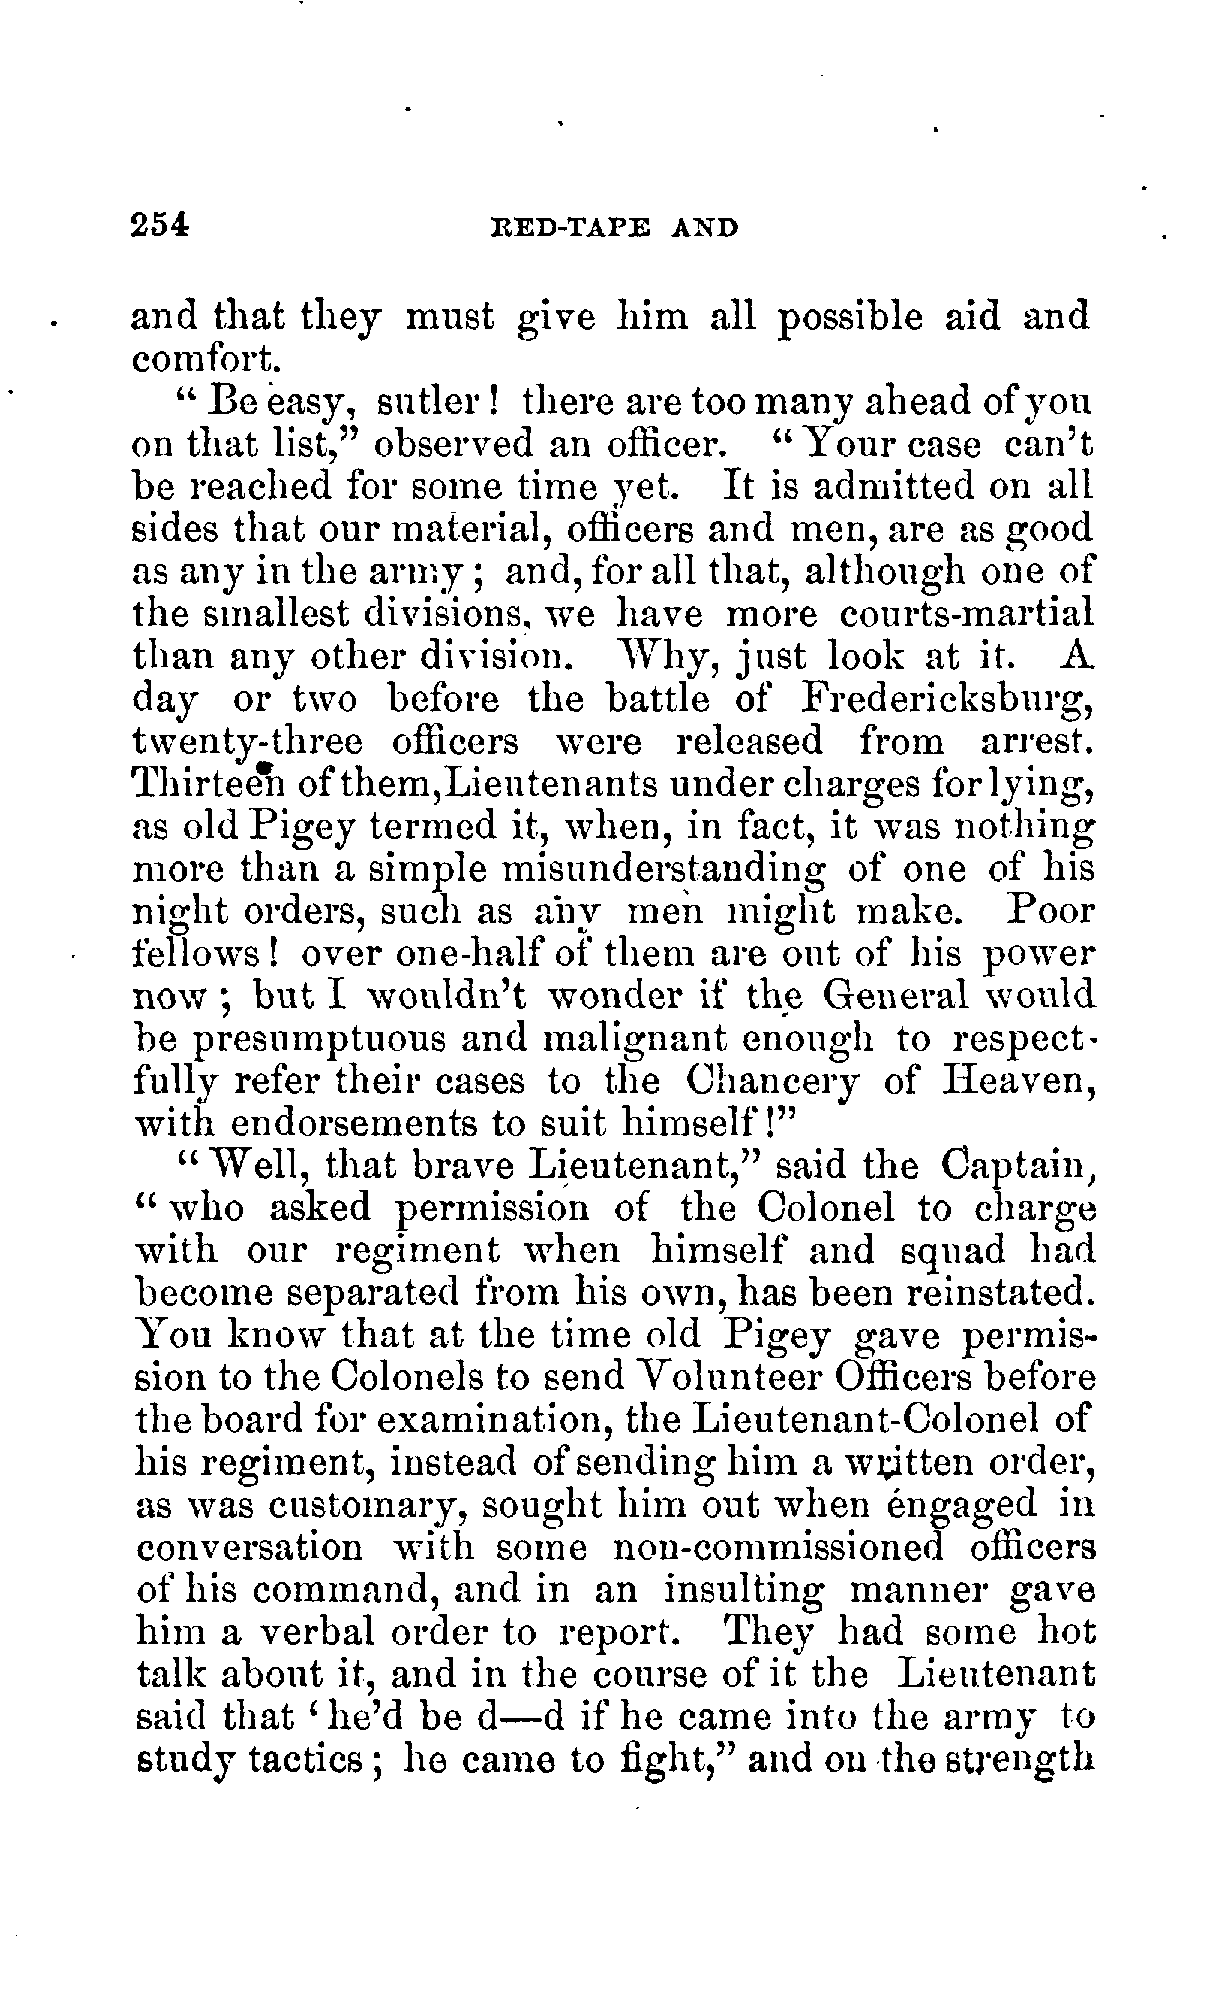 254 RED-TAPE AND
and that they must give him all possible aid and
comfort.
“ Be easy, sutler ! there are too many ahead of you
on that list,” observed an officer. “ Your case can’t
be reached for some time yet. It is admitted on all
sides that our material, officers and men, are as good
as any in the army ; and, for all that, although one of
the smallest divisions, we have more courts-martial
than any other division. Why, just look at it. A
day or two before the battle of Fredericksburg,
twenty-three officers were released from arrest.
Thirteen of them, Lieutenants under charges for lying,
as old Pigey termed it, when, in fact, it was nothing
more than a simple misunderstanding of one of his
night orders, such as any men might make. Poor
fellows ! over one-half of them are out of his power
now ; but I wouldn’t wonder if the General would
be presumptuous and malignant enough to respect-
fully refer their cases to the Chancery of Heaven,
with endorsements to suit himself !”
“ Well, that brave Lieutenant,” said the Captain,
“ who asked permission of the Colonel to charge
with our regiment when himself and squad had
become separated from his own, has been reinstated.
You know that at the time old Pigey gave permis-
sion to the Colonels to send Volunteer Officers before
the board for examination, the Lieutenant-Colonel of
his regiment, instead of sending him a written order,
as was customary, sought him out when engaged in
conversation with some non-commissioned officers
of his command, and in an insulting manner gave
him a verbal order to report. They had some hot
talk about it, and in the course of it the Lieutenant
said that ‘ he’d be d—d if he came into the army to
study tactics ; he came to fight,” and on the strength